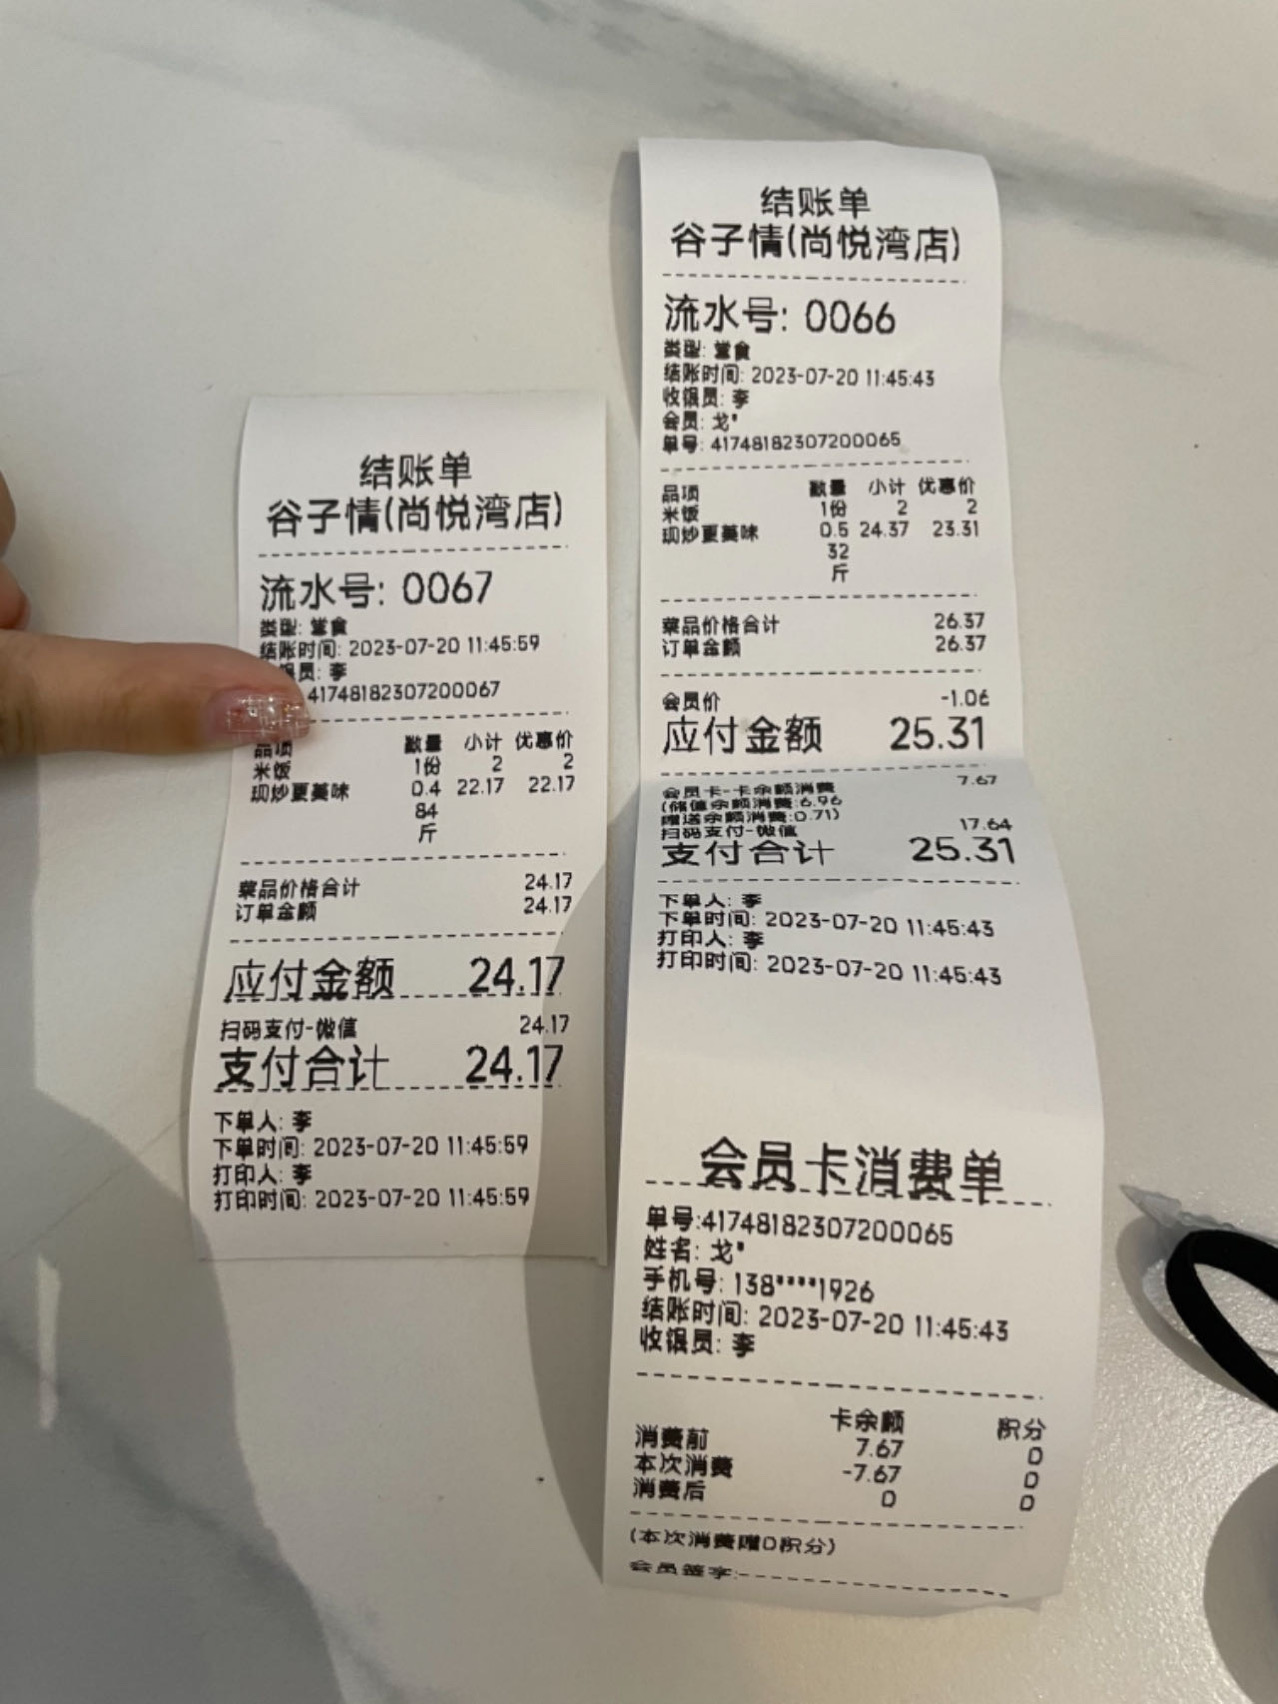 结账单
谷子情(尚悦湾店)
流水号: 0067
类型: 堂食
结账时间: 2023-07-20 11:45:59
银员: 李
41748182307200067
品项 数量 小计 优惠价
米饭 1份 2 2
现炒更美味 0.4 22.17 22.17
84
斤
菜品价格合计 24.17
订单金额 24.17
应付金额 24.17
扫码支付-微信 24.17
支付合计 24.17
下单人: 李
下单时间: 2023-07-20 11:45:59
打印人: 李
打印时间: 2023-07-20 11:45:59
结账单
谷子情(尚悦湾店)
流水号: 0066
类型: 堂食
结账时间: 2023-07-20 11:45:43
收银员: 李
会员: 戈*
单号: 41748182307200065
品项 数量 小计 优惠价
米饭 1份 2 2
现炒更美味 0.5 24.37 23.31
32
斤
菜品价格合计 26.37
订单金额 26.37
会员价 -1.06
应付金额 25.31
会员卡-卡余额消费 7.67
(储值余额消费:6.96
赠送余额消费:0.71)
扫码支付-微信 17.64
支付合计 25.31
下单人: 李
下单时间: 2023-07-20 11:45:43
打印人: 李
打印时间: 2023-07-20 11:45:43
会员卡消费单
单号:41748182307200065
姓名: 戈*
手机号: 138****1926
结账时间: 2023-07-20 11:45:43
收银员: 李
卡余额 积分
消费前 7.67 0
本次消费 -7.67 0
消费后 0 0
(本次消费赠0积分)
会员签字: